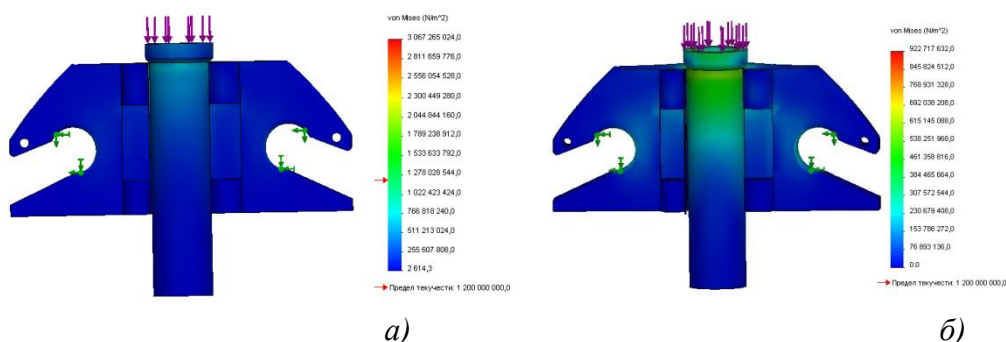 von Mises (N/m^2)
3 067 265 024,0
2 811 659 776,0
2 556 054 528,0
2 300 449 280,0
2 044 844 160,0
1 789 238 912,0
1 533 633 792,0
1 278 028 544,0
1 022 423 424,0
766 818 240,0
511 213 024,0
255 607 808,0
2 614,3
Предел текучести: 1 200 000 000,0
а)
von Mises (N/m^2)
922 717 632,0
845 824 512,0
768 931 328,0
692 038 208,0
615 145 088,0
538 251 968,0
461 358 816,0
384 465 664,0
307 572 544,0
230 679 408,0
153 786 272,0
76 893 136,0
0.0
Предел текучести: 1 200 000 000,0
б)